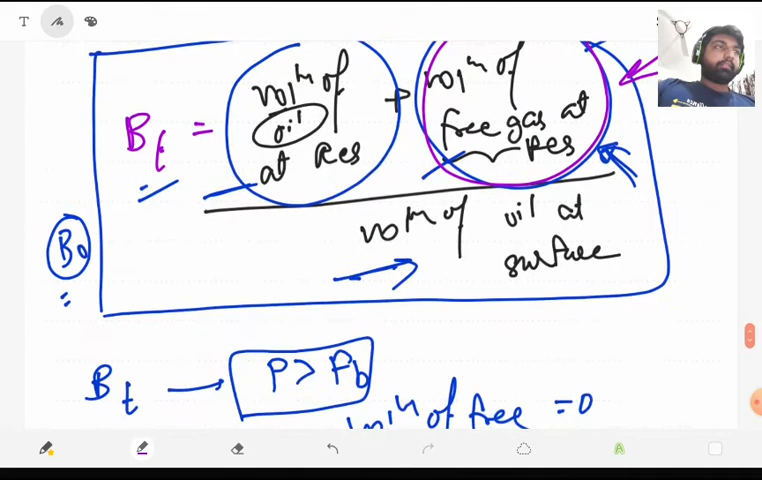 volᵐ of + volᵐ of
Bt = oil free gas at
at Res Res
volᵐ of oil at
surface
Bo
Bt → P > Pb
of free = 0